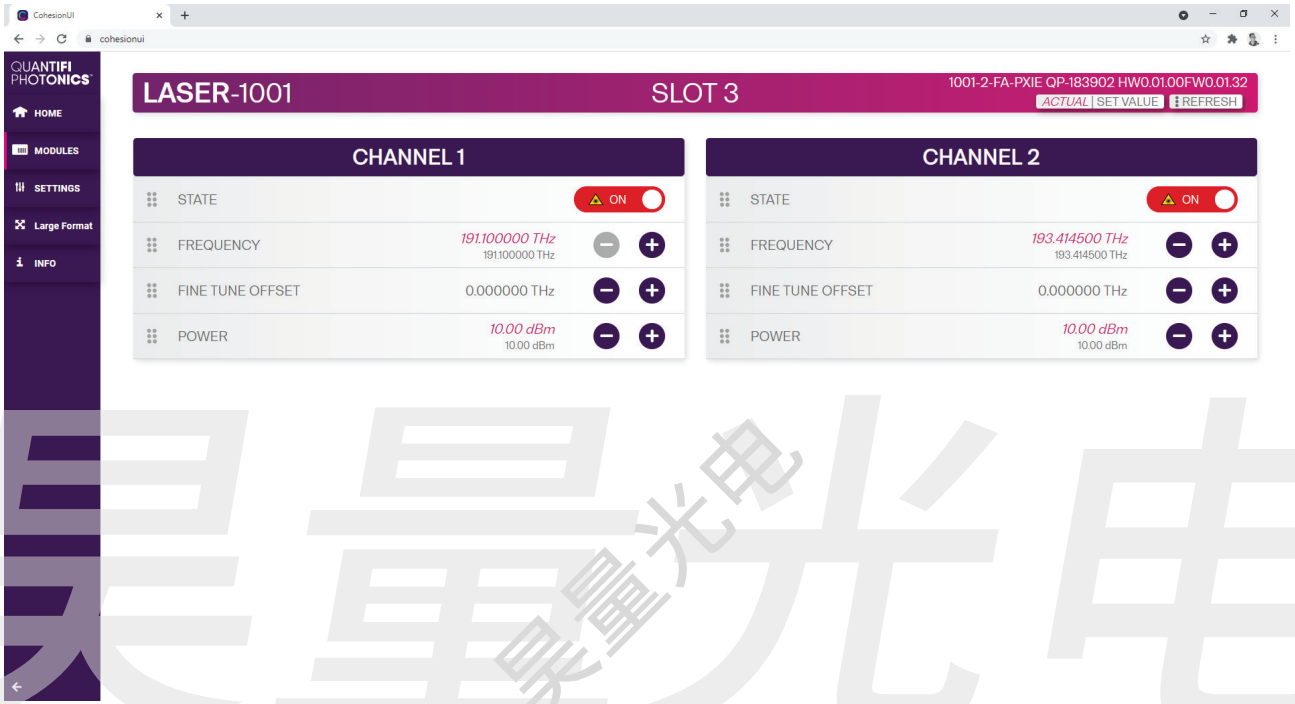 CohesionUI
cohesionui
QUANTIFI
PHOTONICS
HOME
MODULES
SETTINGS
Large Format
INFO
LASER-1001
SLOT 3
1001-2-FA-PXIE QP-183902 HW0.01.00FW0.01.32
ACTUAL | SET VALUE
REFRESH
CHANNEL 1
STATE
ON
FREQUENCY
191.100000 THz
191.100000 THz
FINE TUNE OFFSET
0.000000 THz
POWER
10.00 dBm
10.00 dBm
CHANNEL 2
STATE
ON
FREQUENCY
193.414500 THz
193.414500 THz
FINE TUNE OFFSET
0.000000 THz
POWER
10.00 dBm
10.00 dBm
昊量光电
昊量光电